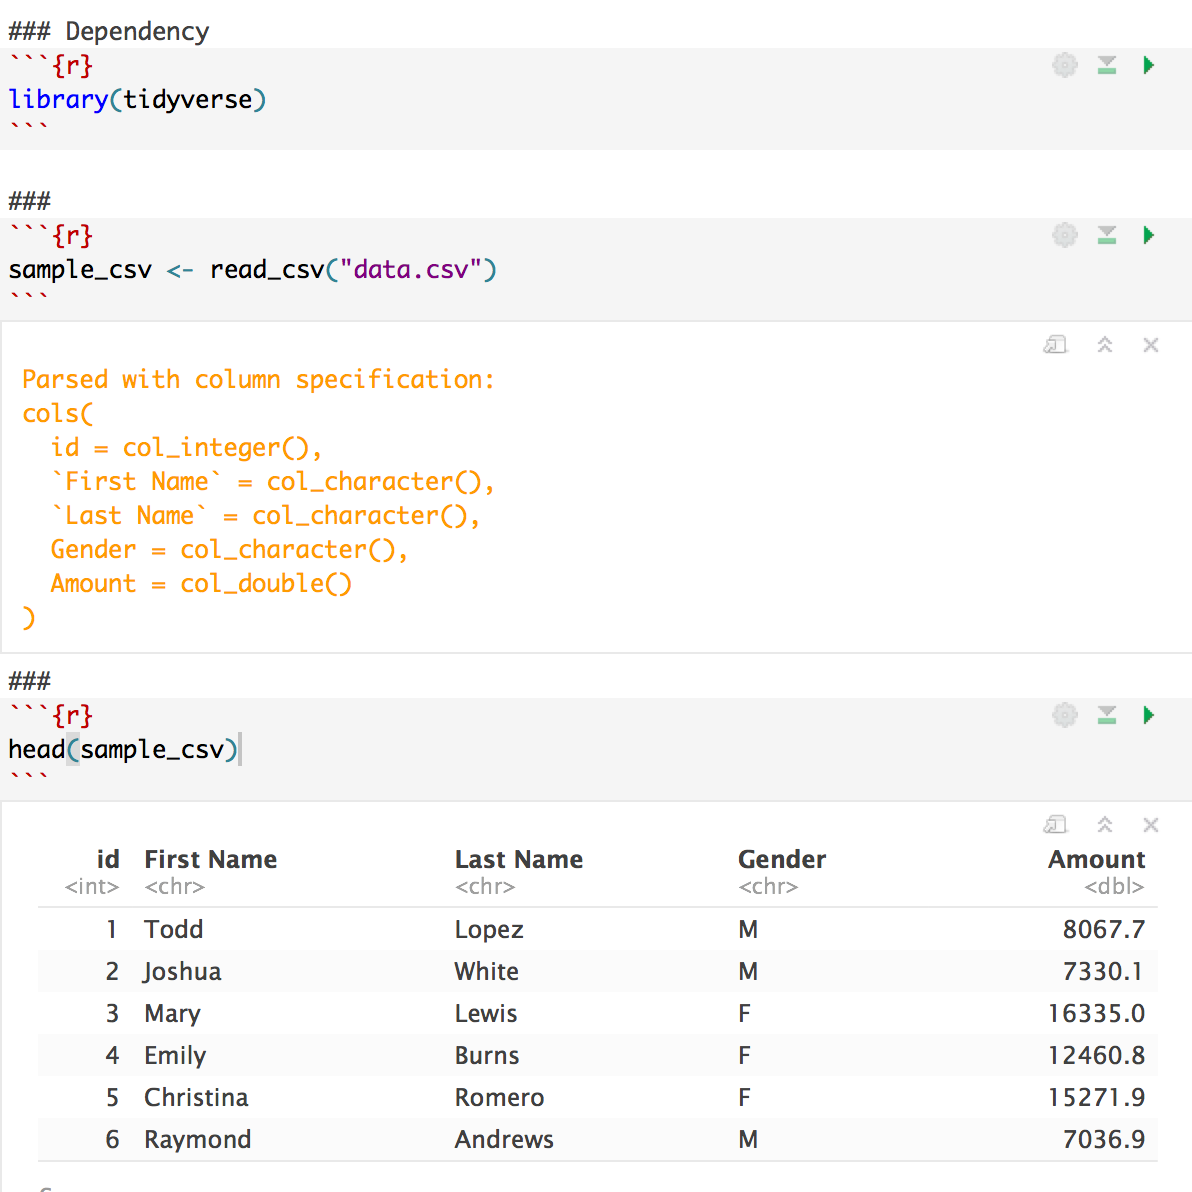 ### Dependency
```{r}
library(tidyverse)
```
###
```{r}
sample_csv <- read_csv("data.csv")
```
Parsed with column specification:
cols(
  id = col_integer(),
  `First Name` = col_character(),
  `Last Name` = col_character(),
  Gender = col_character(),
  Amount = col_double()
)
###
```{r}
head(sample_csv)
```
id First Name Last Name Gender Amount
<int> <chr> <chr> <chr> <dbl>
1 Todd Lopez M 8067.7
2 Joshua White M 7330.1
3 Mary Lewis F 16335.0
4 Emily Burns F 12460.8
5 Christina Romero F 15271.9
6 Raymond Andrews M 7036.9